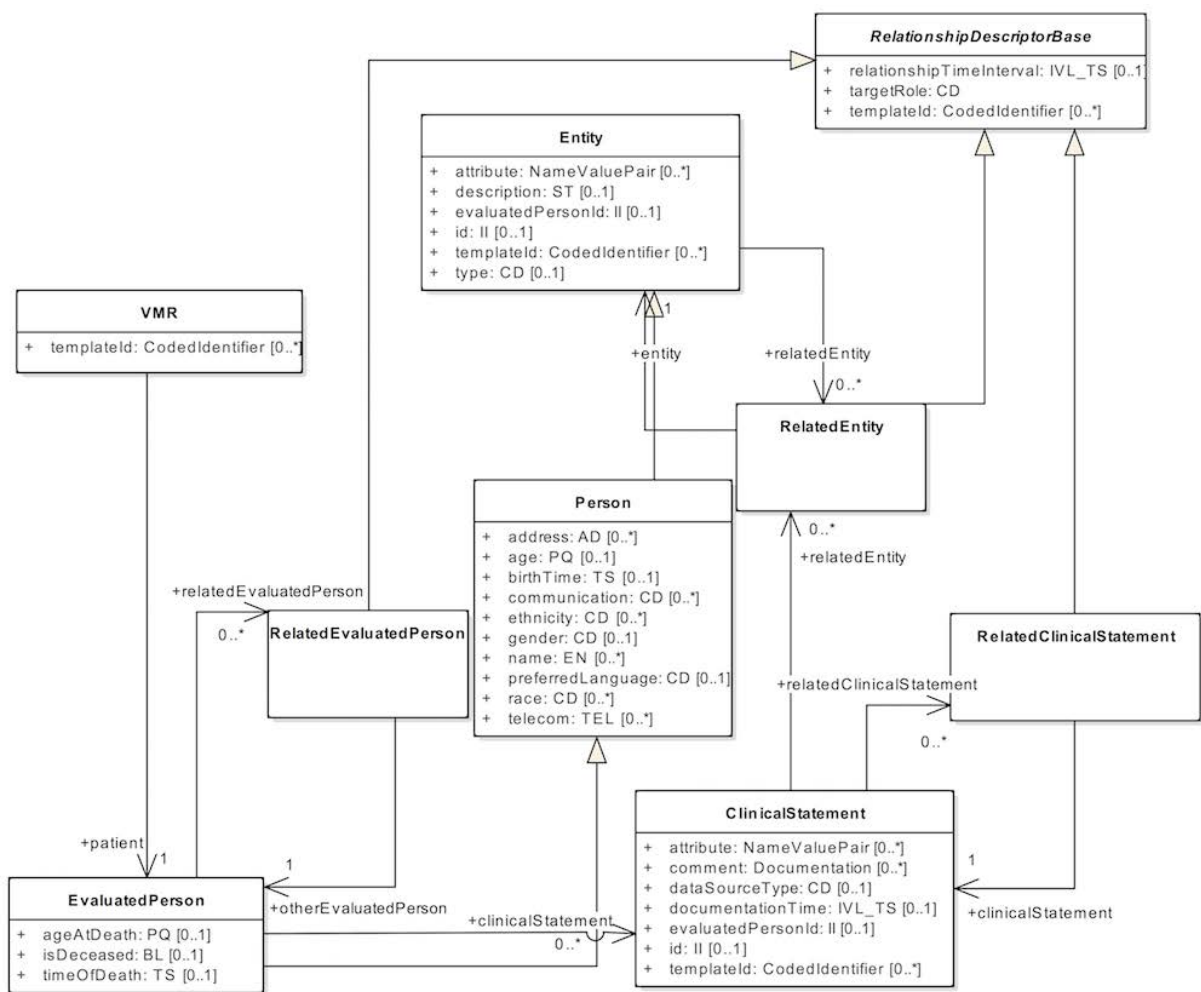 RelationshipDescriptorBase
+ relationshipTimeInterval: IVL_TS [0..1]
+ targetRole: CD
+ templateId: CodedIdentifier [0..*]
Entity
+ attribute: NameValuePair [0..*]
+ description: ST [0..1]
+ evaluatedPersonId: II [0..1]
+ id: II [0..1]
+ templateId: CodedIdentifier [0..*]
+ type: CD [0..1]
VMR
+ templateId: CodedIdentifier [0..*]
1
+entity
+relatedEntity
0..*
RelatedEntity
Person
+ address: AD [0..*]
+ age: PQ [0..1]
+ birthTime: TS [0..1]
+ communication: CD [0..*]
+ ethnicity: CD [0..*]
+ gender: CD [0..1]
+ name: EN [0..*]
+ preferredLanguage: CD [0..1]
+ race: CD [0..*]
+ telecom: TEL [0..*]
0..*
+relatedEntity
+relatedEvaluatedPerson
0..*
RelatedEvaluatedPerson
RelatedClinicalStatement
+relatedClinicalStatement
0..*
ClinicalStatement
+ attribute: NameValuePair [0..*]
+ comment: Documentation [0..*]
+ dataSourceType: CD [0..1]
+ documentationTime: IVL_TS [0..1]
+ evaluatedPersonId: II [0..1]
+ id: II [0..1]
+ templateId: CodedIdentifier [0..*]
+patient
1
1
+otherEvaluatedPerson
EvaluatedPerson
+ ageAtDeath: PQ [0..1]
+ isDeceased: BL [0..1]
+ timeOfDeath: TS [0..1]
+clinicalStatement
0..*
1
+clinicalStatement